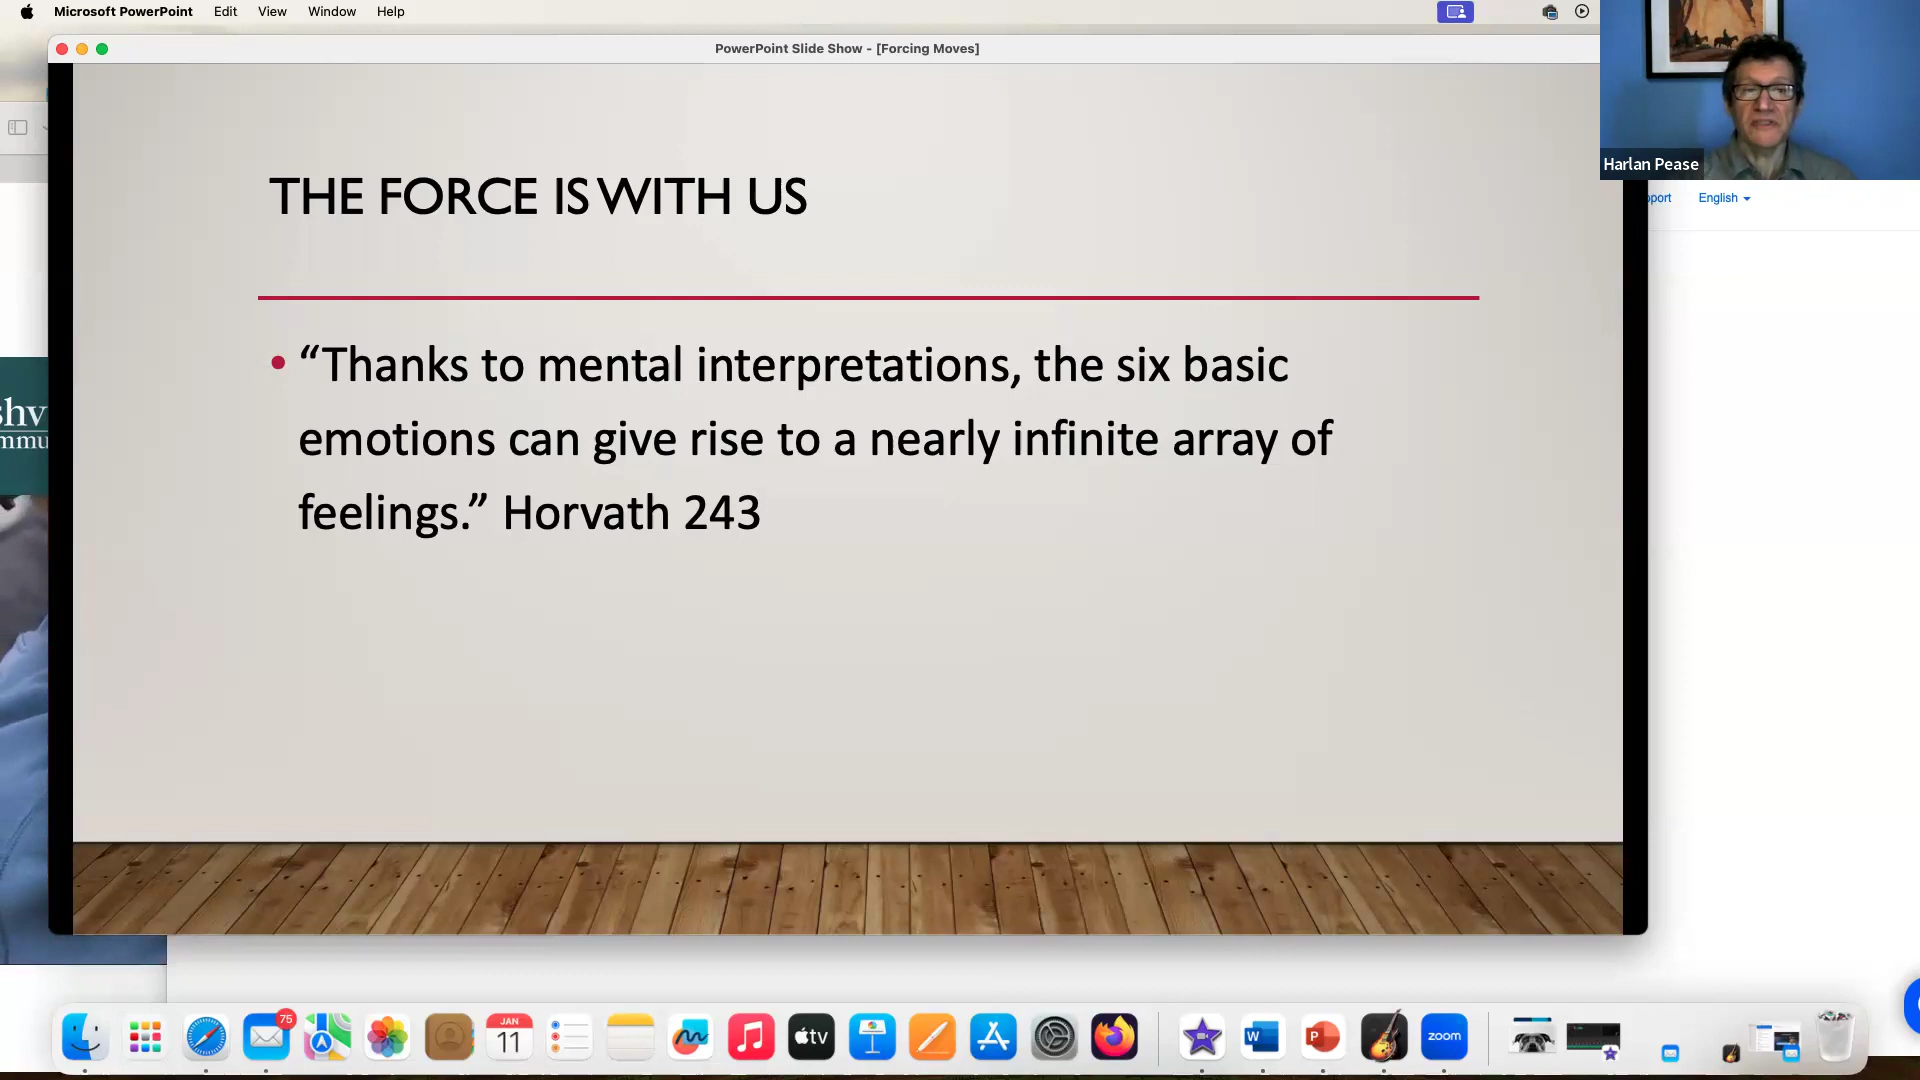 Microsoft PowerPoint Edit View Window Help
PowerPoint Slide Show - [Forcing Moves]
Harlan Pease
English
THE FORCE IS WITH US
• “Thanks to mental interpretations, the six basic
emotions can give rise to a nearly infinite array of
feelings.” Horvath 243
75
JAN
11
tv
W
P
zoom